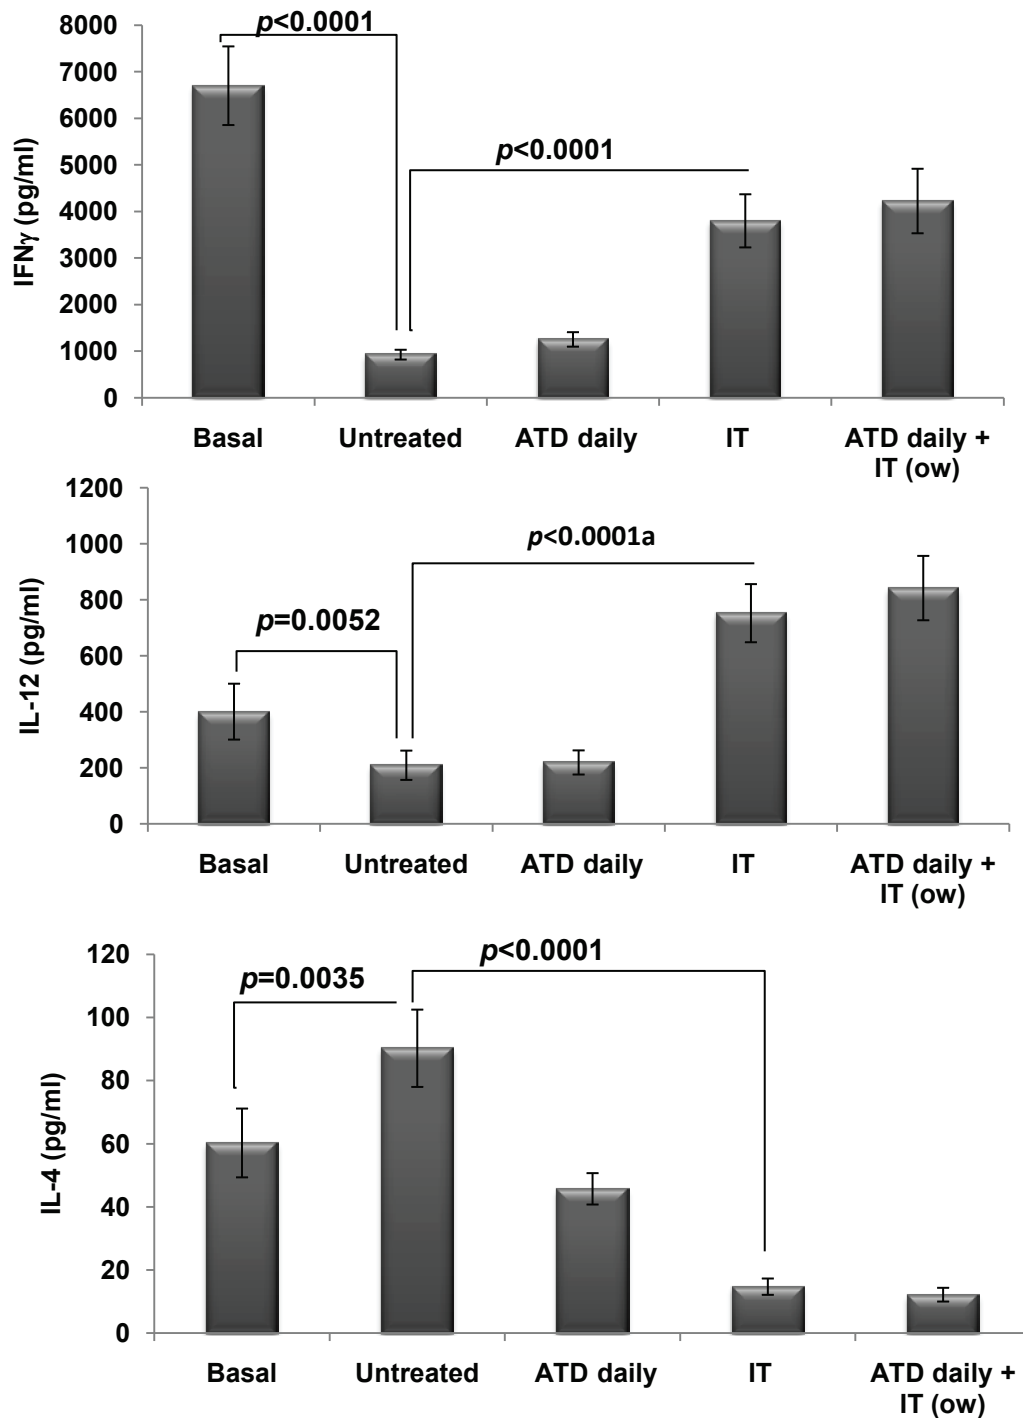 8000
p<0.0001
7000
6000
5000
p<0.0001
4000
3000
2000
1000
0
IFNγ (pg/ml)
Basal
Untreated
ATD daily
IT
ATD daily +
IT (ow)
1200
1000
p<0.0001a
800
p=0.0052
600
400
200
0
IL-12 (pg/ml)
Basal
Untreated
ATD daily
IT
ATD daily +
IT (ow)
120
p<0.0001
p=0.0035
100
80
60
40
20
0
IL-4 (pg/ml)
Basal
Untreated
ATD daily
IT
ATD daily +
IT (ow)